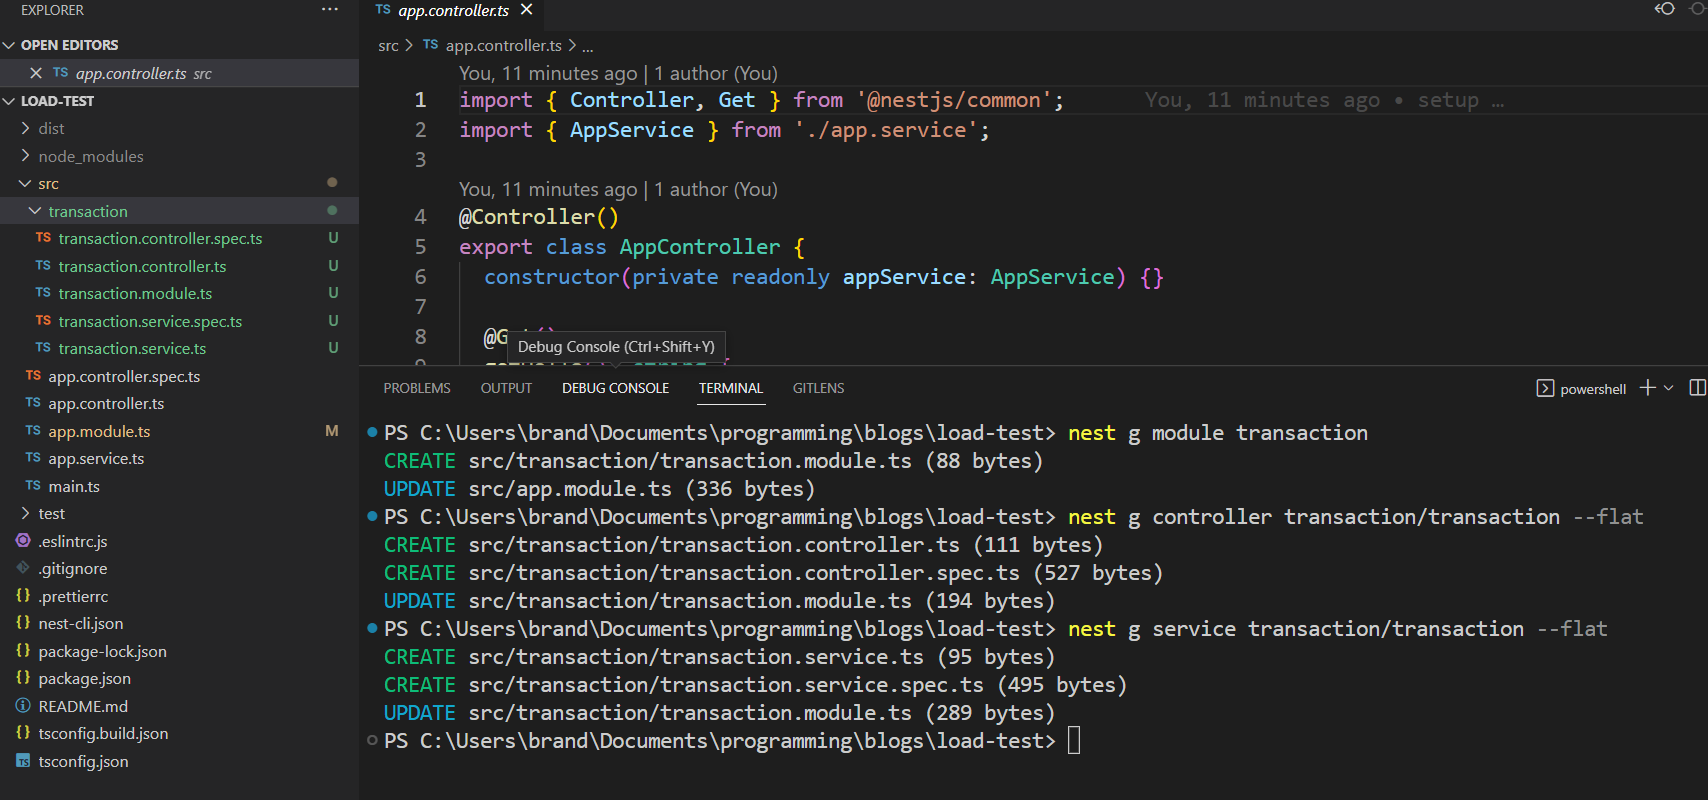 EXPLORER
OPEN EDITORS
TS app.controller.ts src
LOAD-TEST
dist
node_modules
src
transaction
TS transaction.controller.spec.ts U
TS transaction.controller.ts U
TS transaction.module.ts U
TS transaction.service.spec.ts U
TS transaction.service.ts U
TS app.controller.spec.ts
TS app.controller.ts
TS app.module.ts M
TS app.service.ts
TS main.ts
test
.eslintrc.js
.gitignore
{} .prettierrc
{} nest-cli.json
{} package-lock.json
{} package.json
README.md
{} tsconfig.build.json
TS tsconfig.json
TS app.controller.ts
src > TS app.controller.ts > ...
You, 11 minutes ago | 1 author (You)
1 import { Controller, Get } from '@nestjs/common'; You, 11 minutes ago • setup …
2 import { AppService } from './app.service';
3
You, 11 minutes ago | 1 author (You)
4 @Controller()
5 export class AppController {
6 constructor(private readonly appService: AppService) {}
7
8
Debug Console (Ctrl+Shift+Y)
PROBLEMS OUTPUT DEBUG CONSOLE TERMINAL GITLENS
powershell
PS C:\Users\brand\Documents\programming\blogs\load-test> nest g module transaction
CREATE src/transaction/transaction.module.ts (88 bytes)
UPDATE src/app.module.ts (336 bytes)
PS C:\Users\brand\Documents\programming\blogs\load-test> nest g controller transaction/transaction --flat
CREATE src/transaction/transaction.controller.ts (111 bytes)
CREATE src/transaction/transaction.controller.spec.ts (527 bytes)
UPDATE src/transaction/transaction.module.ts (194 bytes)
PS C:\Users\brand\Documents\programming\blogs\load-test> nest g service transaction/transaction --flat
CREATE src/transaction/transaction.service.ts (95 bytes)
CREATE src/transaction/transaction.service.spec.ts (495 bytes)
UPDATE src/transaction/transaction.module.ts (289 bytes)
PS C:\Users\brand\Documents\programming\blogs\load-test>